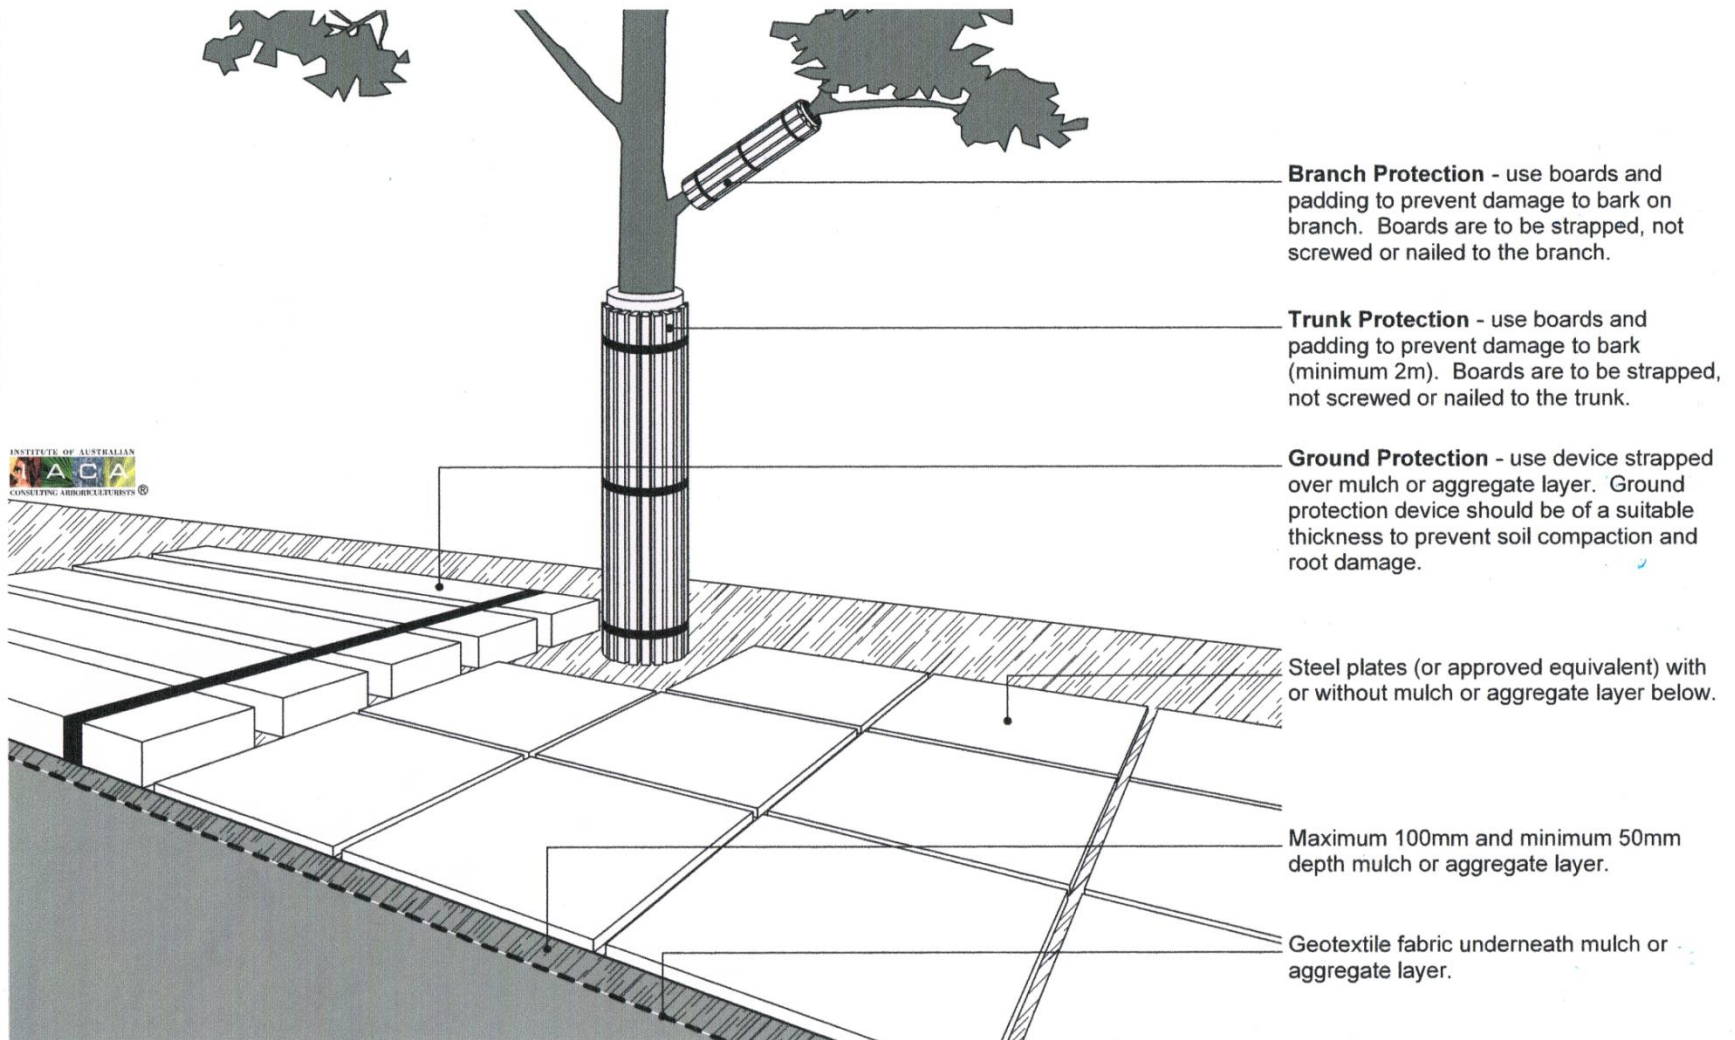 Branch Protection - use boards and
padding to prevent damage to bark on
branch. Boards are to be strapped, not
screwed or nailed to the branch.
Trunk Protection - use boards and
padding to prevent damage to bark
(minimum 2m). Boards are to be strapped,
not screwed or nailed to the trunk.
INSTITUTE OF AUSTRALIAN
IACA
CONSULTING ARBORICULTURISTS ®
Ground Protection - use device strapped
over mulch or aggregate layer. Ground
protection device should be of a suitable
thickness to prevent soil compaction and
root damage.
Steel plates (or approved equivalent) with
or without mulch or aggregate layer below.
Maximum 100mm and minimum 50mm
depth mulch or aggregate layer.
Geotextile fabric underneath mulch or
aggregate layer.